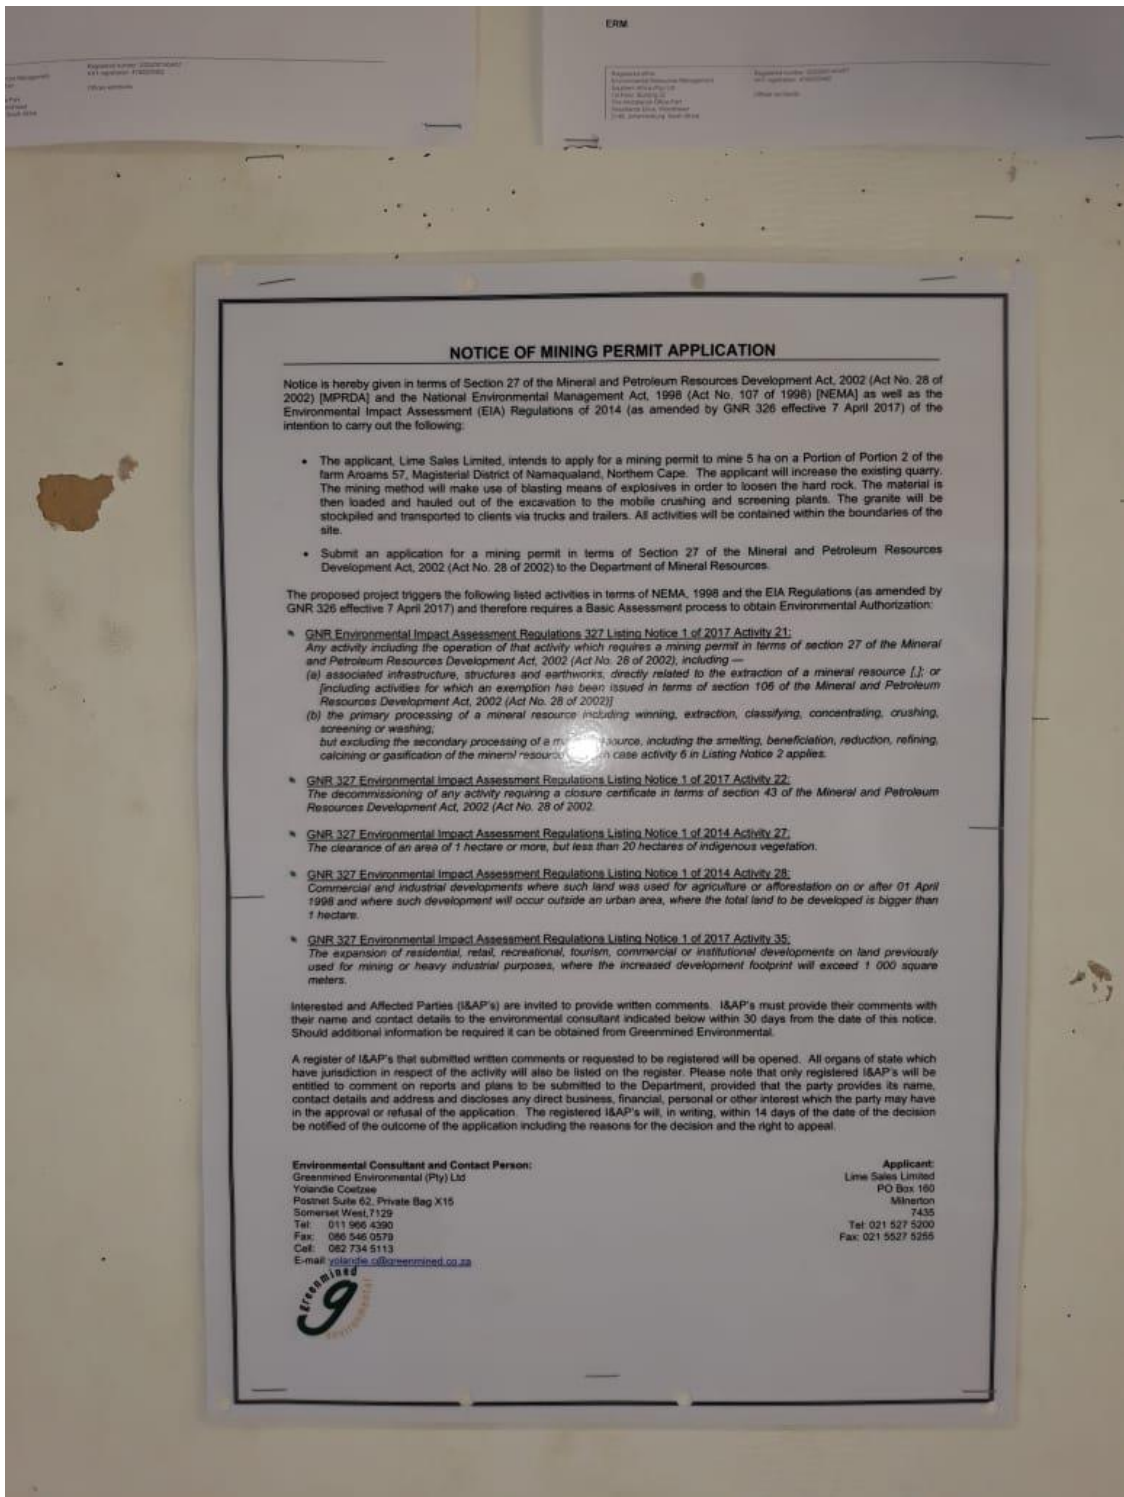 ERM
NOTICE OF MINING PERMIT APPLICATION
Notice is hereby given in terms of Section 27 of the Mineral and Petroleum Resources Development Act, 2002 (Act No. 28 of
2002) [MPRDA] and the National Environmental Management Act, 1998 (Act No. 107 of 1998) [NEMA] as well as the
Environmental Impact Assessment (EIA) Regulations of 2014 (as amended by GNR 326 effective 7 April 2017) of the
intention to carry out the following:
• The applicant, Lime Sales Limited, intends to apply for a mining permit to mine 5 ha on a Portion of Portion 2 of the
farm Aroams 57, Magisterial District of Namaqualand, Northern Cape. The applicant will increase the existing quarry.
The mining method will make use of blasting means of explosives in order to loosen the hard rock. The material is
then loaded and hauled out of the excavation to the mobile crushing and screening plants. The granite will be
stockpiled and transported to clients via trucks and trailers. All activities will be contained within the boundaries of the
site.
• Submit an application for a mining permit in terms of Section 27 of the Mineral and Petroleum Resources
Development Act, 2002 (Act No. 28 of 2002) to the Department of Mineral Resources.
The proposed project triggers the following listed activities in terms of NEMA, 1998 and the EIA Regulations (as amended by
GNR 326 effective 7 April 2017) and therefore requires a Basic Assessment process to obtain Environmental Authorization:
• GNR Environmental Impact Assessment Regulations 327 Listing Notice 1 of 2017 Activity 21:
Any activity including the operation of that activity which requires a mining permit in terms of section 27 of the Mineral
and Petroleum Resources Development Act, 2002 (Act No. 28 of 2002), including —
(a) associated infrastructure, structures and earthworks, directly related to the extraction of a mineral resource [,]; or
[including activities for which an exemption has been issued in terms of section 106 of the Mineral and Petroleum
Resources Development Act, 2002 (Act No. 28 of 2002)]
(b) the primary processing of a mineral resource including winning, extraction, classifying, concentrating, crushing,
screening or washing;
but excluding the secondary processing of a resource, including the smelting, beneficiation, reduction, refining,
calcining or gasification of the mineral case activity 6 in Listing Notice 2 applies.
• GNR 327 Environmental Impact Assessment Regulations Listing Notice 1 of 2017 Activity 22:
The decommissioning of any activity requiring a closure certificate in terms of section 43 of the Mineral and Petroleum
Resources Development Act, 2002 (Act No. 28 of 2002.
• GNR 327 Environmental Impact Assessment Regulations Listing Notice 1 of 2014 Activity 27:
The clearance of an area of 1 hectare or more, but less than 20 hectares of indigenous vegetation.
• GNR 327 Environmental Impact Assessment Regulations Listing Notice 1 of 2014 Activity 28:
Commercial and industrial developments where such land was used for agriculture or afforestation on or after 01 April
1998 and where such development will occur outside an urban area, where the total land to be developed is bigger than
1 hectare.
• GNR 327 Environmental Impact Assessment Regulations Listing Notice 1 of 2017 Activity 35:
The expansion of residential, retail, recreational, tourism, commercial or institutional developments on land previously
used for mining or heavy industrial purposes, where the increased development footprint will exceed 1 000 square
meters.
Interested and Affected Parties (I&AP's) are invited to provide written comments. I&AP's must provide their comments with
their name and contact details to the environmental consultant indicated below within 30 days from the date of this notice.
Should additional information be required it can be obtained from Greenmined Environmental.
A register of I&AP's that submitted written comments or requested to be registered will be opened. All organs of state which
have jurisdiction in respect of the activity will also be listed on the register. Please note that only registered I&AP's will be
entitled to comment on reports and plans to be submitted to the Department, provided that the party provides its name,
contact details and address and discloses any direct business, financial, personal or other interest which the party may have
in the approval or refusal of the application. The registered I&AP's will, in writing, within 14 days of the date of the decision
be notified of the outcome of the application including the reasons for the decision and the right to appeal.
Environmental Consultant and Contact Person:
Greenmined Environmental (Pty) Ltd
Yolandie Coetzee
Postnet Suite 62, Private Bag X15
Somerset West,7129
Tel: 011 966 4390
Fax: 086 546 0579
Cell: 082 734 5113
E-mail: yolandie.c@greenmined.co.za
greenmined
environmental
Applicant:
Lime Sales Limited
PO Box 160
Milnerton
7435
Tel: 021 527 5200
Fax: 021 5527 5255